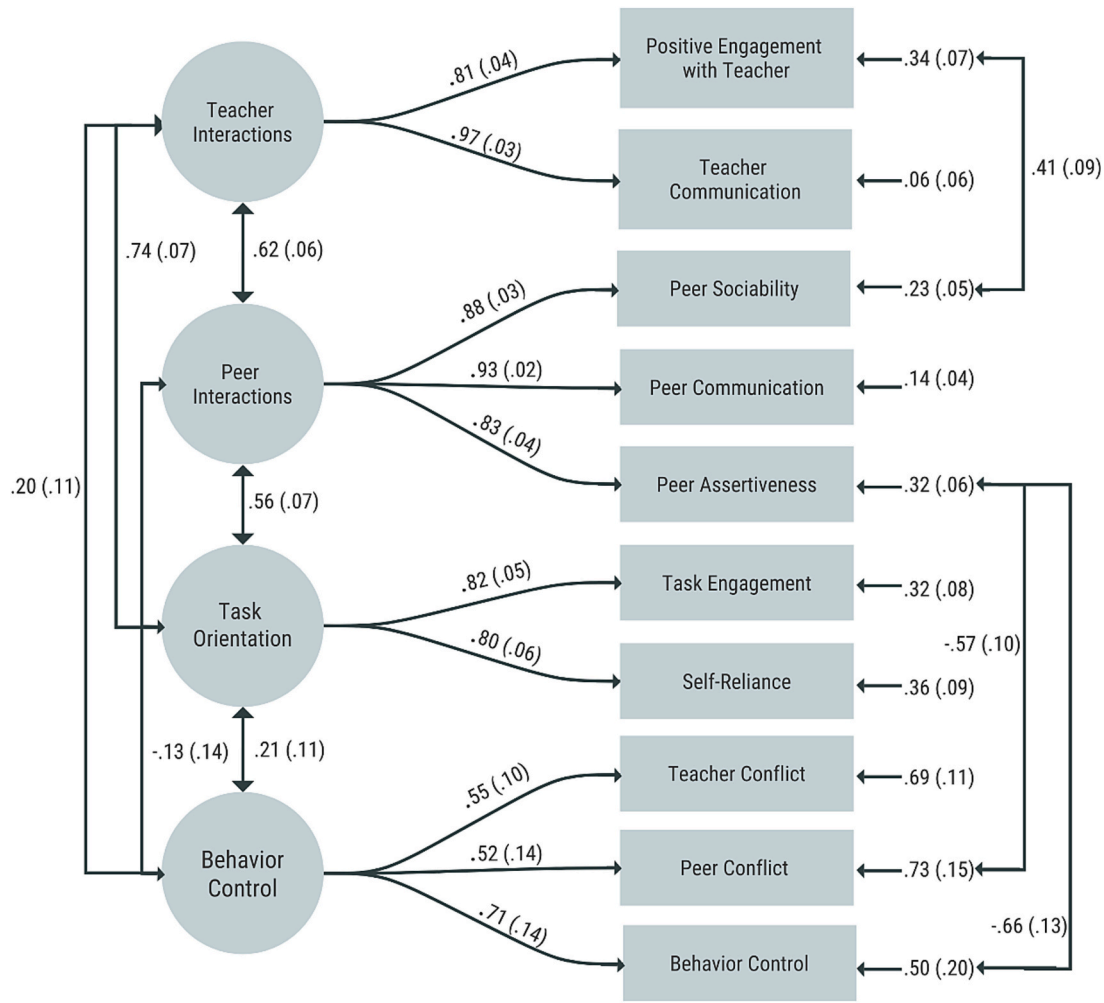 Teacher
Interactions
Peer
Interactions
Task
Orientation
Behavior
Control
.20 (.11)
.74 (.07)
.62 (.06)
.56 (.07)
-.13 (.14)
.21 (.11)
.81 (.04)
.97 (.03)
.88 (.03)
.93 (.02)
.83 (.04)
.82 (.05)
.80 (.06)
.55 (.10)
.52 (.14)
.71 (.14)
Positive Engagement
with Teacher
Teacher
Communication
Peer Sociability
Peer Communication
Peer Assertiveness
Task Engagement
Self-Reliance
Teacher Conflict
Peer Conflict
Behavior Control
.34 (.07)
.06 (.06)
.23 (.05)
.14 (.04)
.32 (.06)
.32 (.08)
.36 (.09)
.69 (.11)
.73 (.15)
.50 (.20)
.41 (.09)
-.57 (.10)
-.66 (.13)